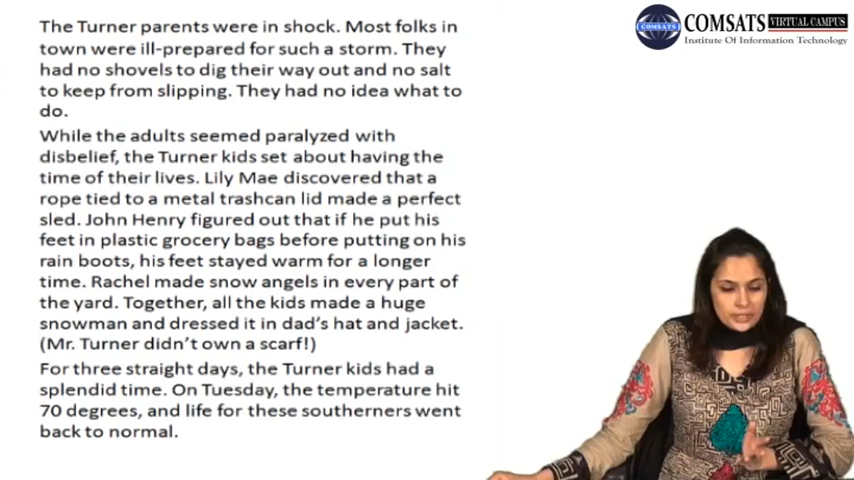 The Turner parents were in shock. Most folks in
town were ill-prepared for such a storm. They
had no shovels to dig their way out and no salt
to keep from slipping. They had no idea what to
do.
While the adults seemed paralyzed with
disbelief, the Turner kids set about having the
time of their lives. Lily Mae discovered that a
rope tied to a metal trashcan lid made a perfect
sled. John Henry figured out that if he put his
feet in plastic grocery bags before putting on his
rain boots, his feet stayed warm for a longer
time. Rachel made snow angels in every part of
the yard. Together, all the kids made a huge
snowman and dressed it in dad's hat and jacket.
(Mr. Turner didn't own a scarf!)
For three straight days, the Turner kids had a
splendid time. On Tuesday, the temperature hit
70 degrees, and life for these southerners went
back to normal.
COMSATS VIRTUAL CAMPUS
Institute Of Information Technology